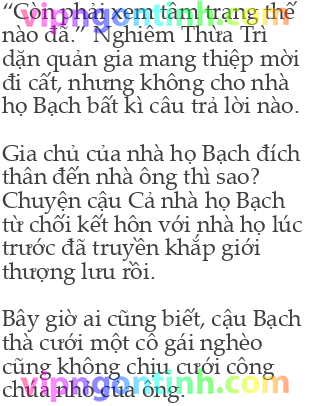 “Còn phải xem tâm trạng thế
nào đã.” Nghiêm Thừa Trì
dặn quản gia mang thiệp mời
đi cất, nhưng không cho nhà
họ Bạch bất kì câu trả lời nào.
Gia chủ của nhà họ Bạch đích
thân đến nhà ông thì sao?
Chuyện cậu Cả nhà họ Bạch
từ chối kết hôn với nhà họ lúc
trước đã truyền khắp giới
thượng lưu rồi.
Bây giờ ai cũng biết, cậu Bạch
thà cưới một cô gái nghèo
cũng không chịu cưới công
chúa nhỏ của ông.
vipngontinh.com
vipngontinh.com